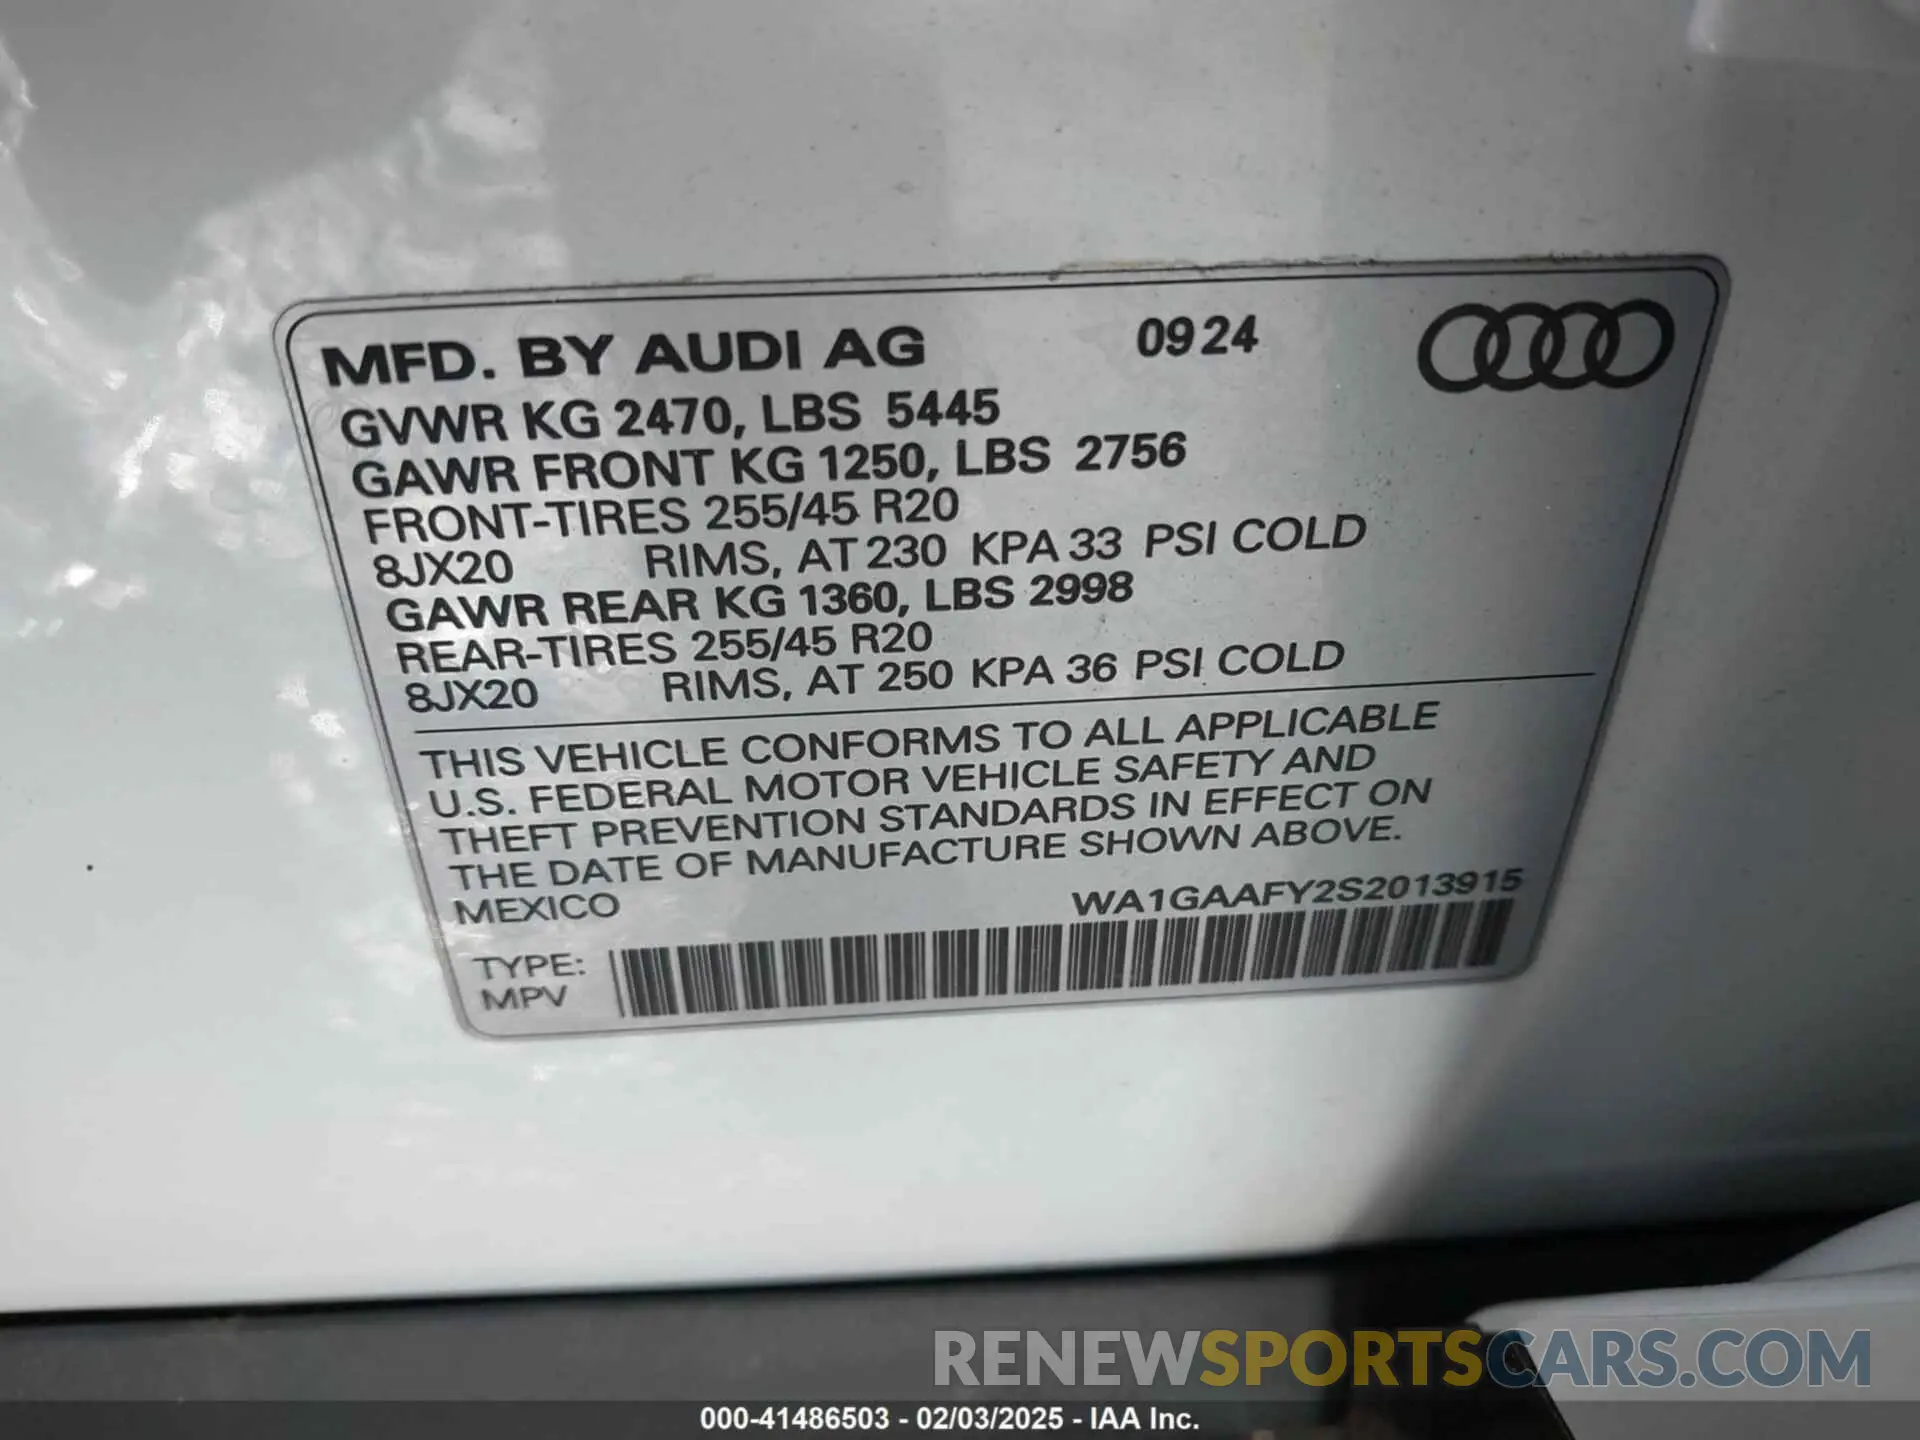 MFD. BY AUDI AG 09 24
GVWR KG 2470, LBS 5445
GAWR FRONT KG 1250, LBS 2756
FRONT-TIRES 255/45 R20
8JX20 RIMS, AT 230 KPA 33 PSI COLD
GAWR REAR KG 1360, LBS 2998
REAR-TIRES 255/45 R20
8JX20 RIMS, AT 250 KPA 36 PSI COLD
THIS VEHICLE CONFORMS TO ALL APPLICABLE
U.S. FEDERAL MOTOR VEHICLE SAFETY AND
THEFT PREVENTION STANDARDS IN EFFECT ON
THE DATE OF MANUFACTURE SHOWN ABOVE.
MEXICO WA1GAAFY2S2013915
TYPE:
MPV
RENEWSPORTSCARS.COM
000-41486503 - 02/03/2025 - IAA Inc.